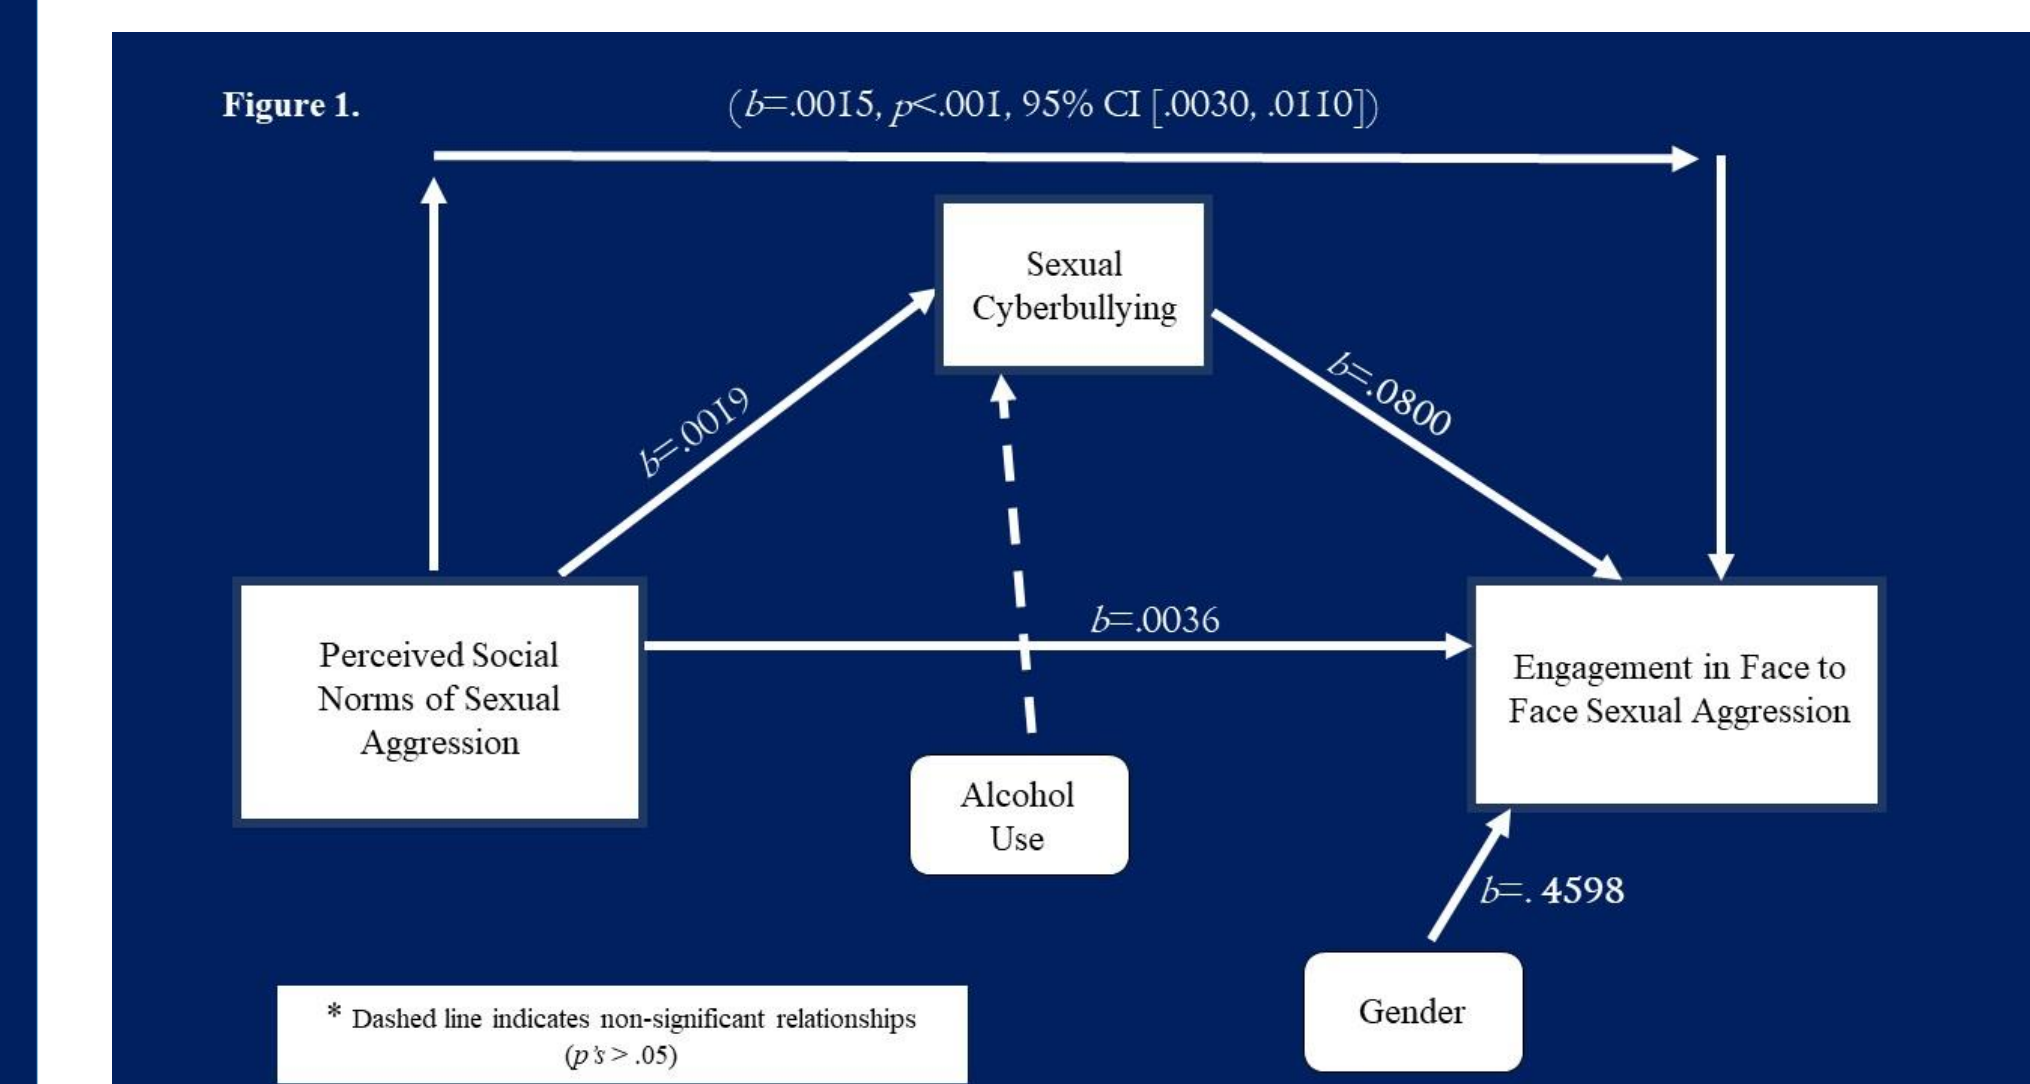 Figure 1.
(b=.0015, p<.001, 95% CI [.0030, .0110])
Sexual
Cyberbullying
b=.0019
b=.0800
b=.0036
Perceived Social
Norms of Sexual
Aggression
Engagement in Face to
Face Sexual Aggression
Alcohol
Use
b=. 4598
Gender
* Dashed line indicates non-significant relationships
(p's > .05)